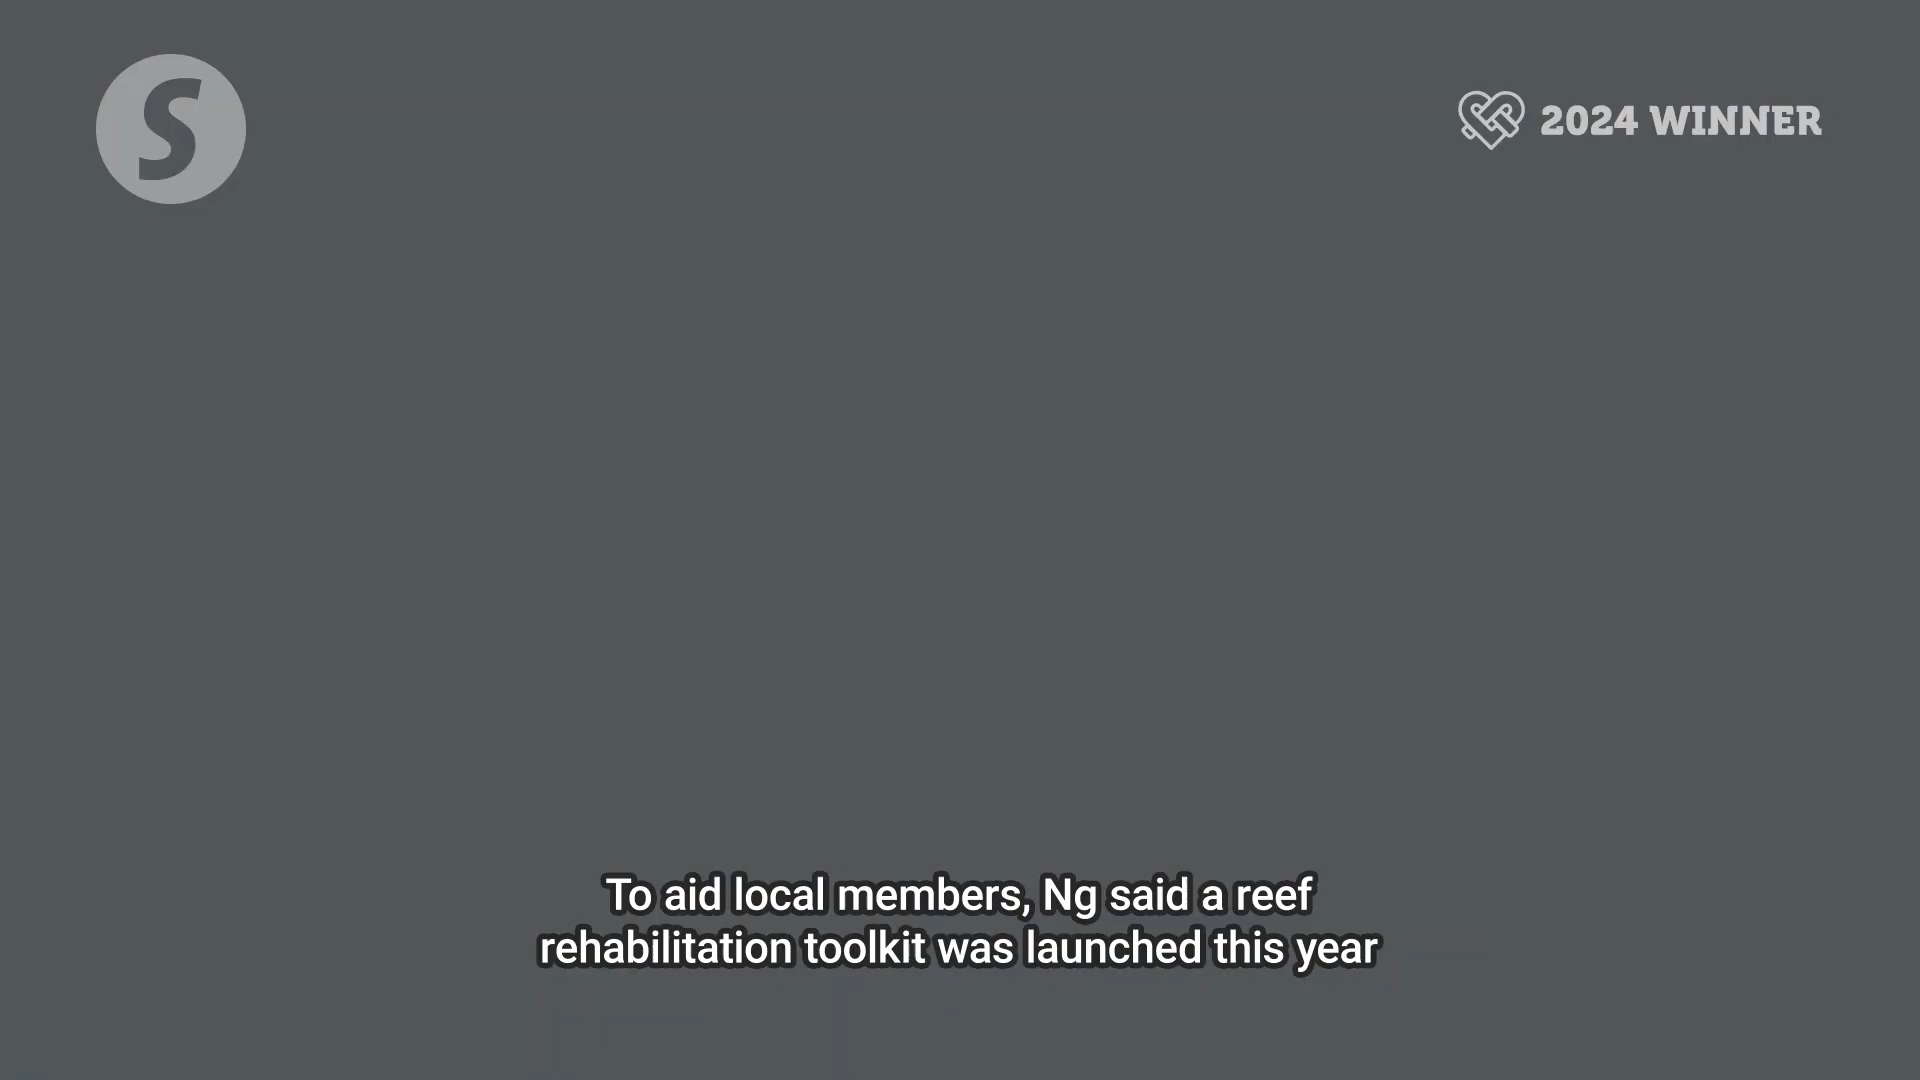 S
2024 WINNER
To aid local members, Ng said a reef
rehabilitation toolkit was launched this year